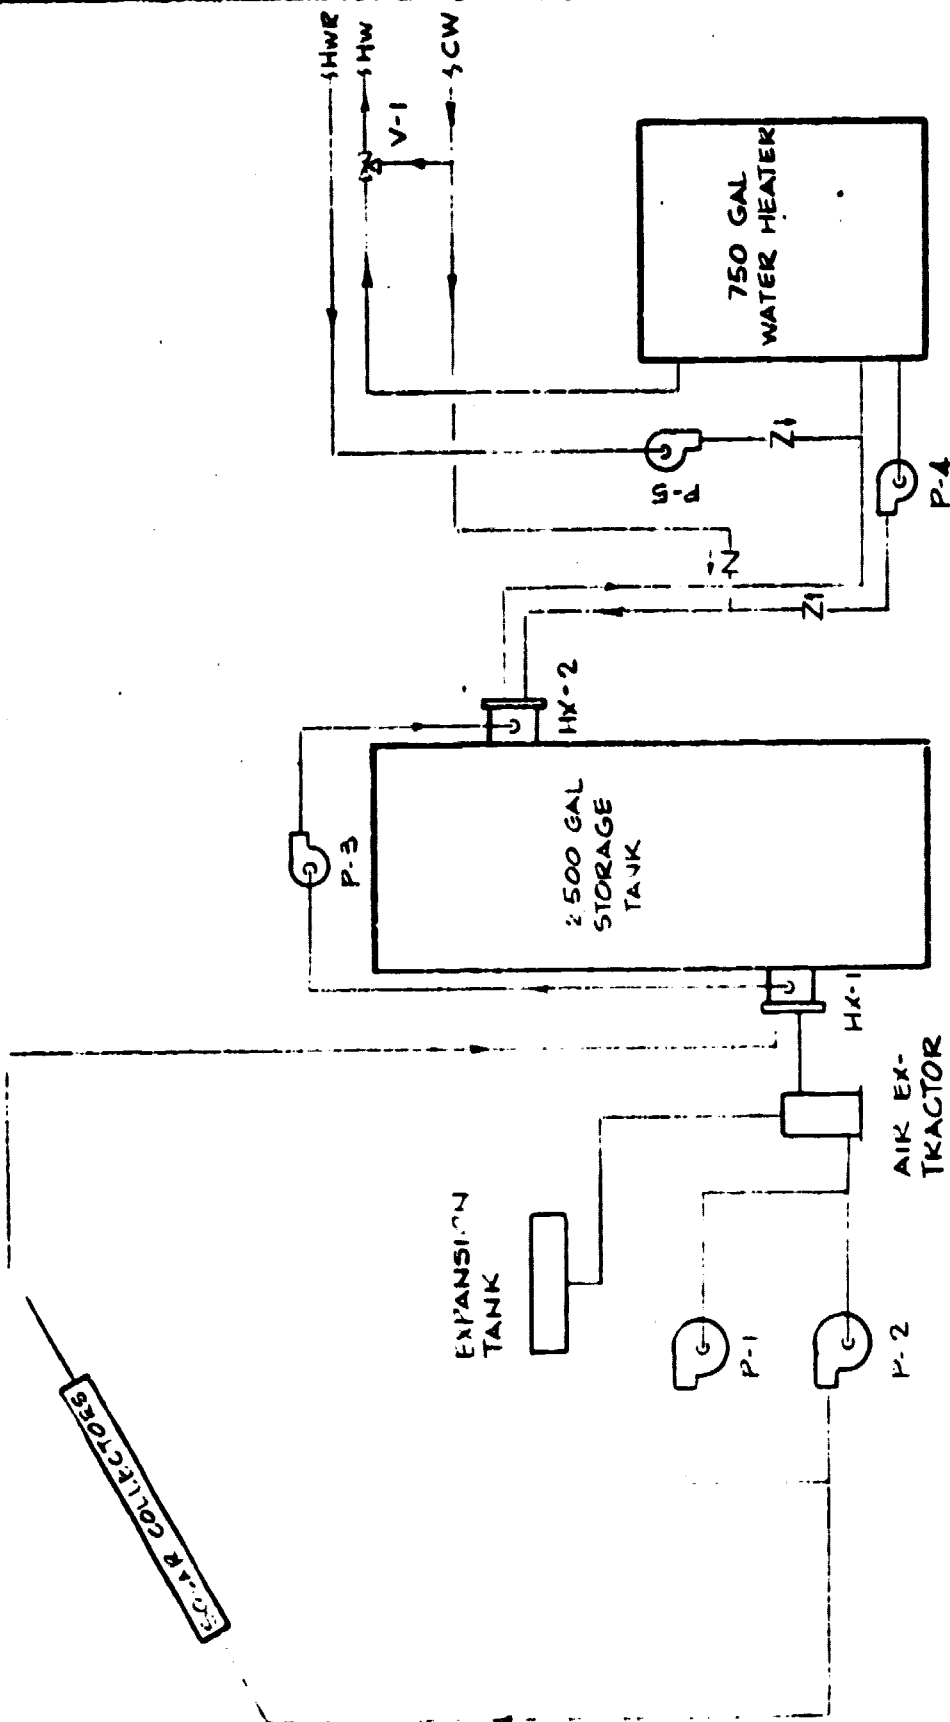 SOLAR COLLECTORS
EXPANSION
TANK
P-1
P-2
AIR EX-
TRACTOR
HX-1
2500 GAL
STORAGE
TANK
P-3
HX-2
P-5
P-4
750 GAL
WATER HEATER
V-1
HWR
HW
CW